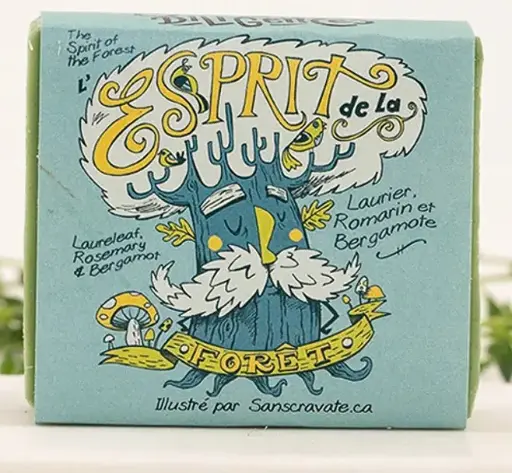 The
Spirit of
the Forest
L'ESPRIT
de la
Laurier,
Romarin et
Bergamote
Laureleaf,
Rosemary
& Bergamot
FORÊT
Illustré par Sanscravate.ca